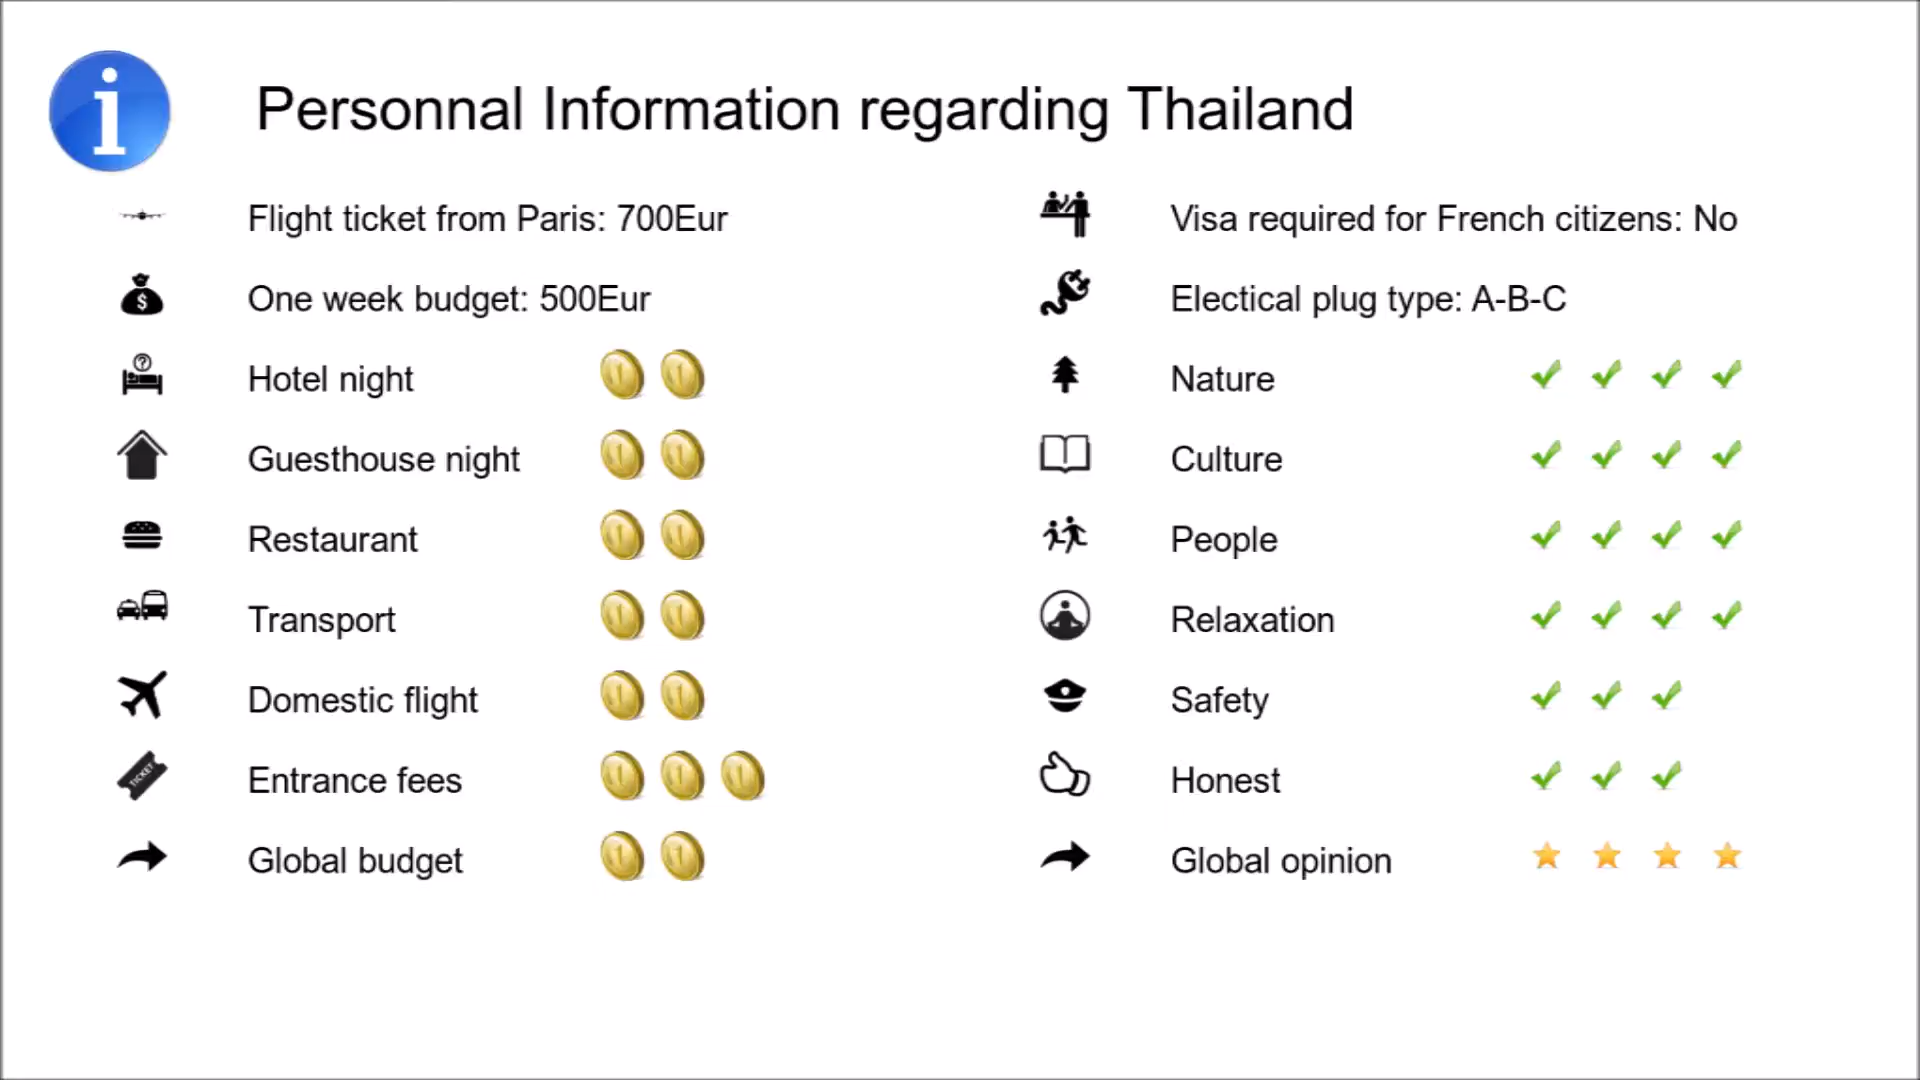 Personnal Information regarding Thailand
Flight ticket from Paris: 700Eur
One week budget: 500Eur
Hotel night
Guesthouse night
Restaurant
Transport
Domestic flight
TICKET
Entrance fees
Global budget
Visa required for French citizens: No
Electical plug type: A-B-C
Nature
Culture
People
Relaxation
Safety
Honest
Global opinion